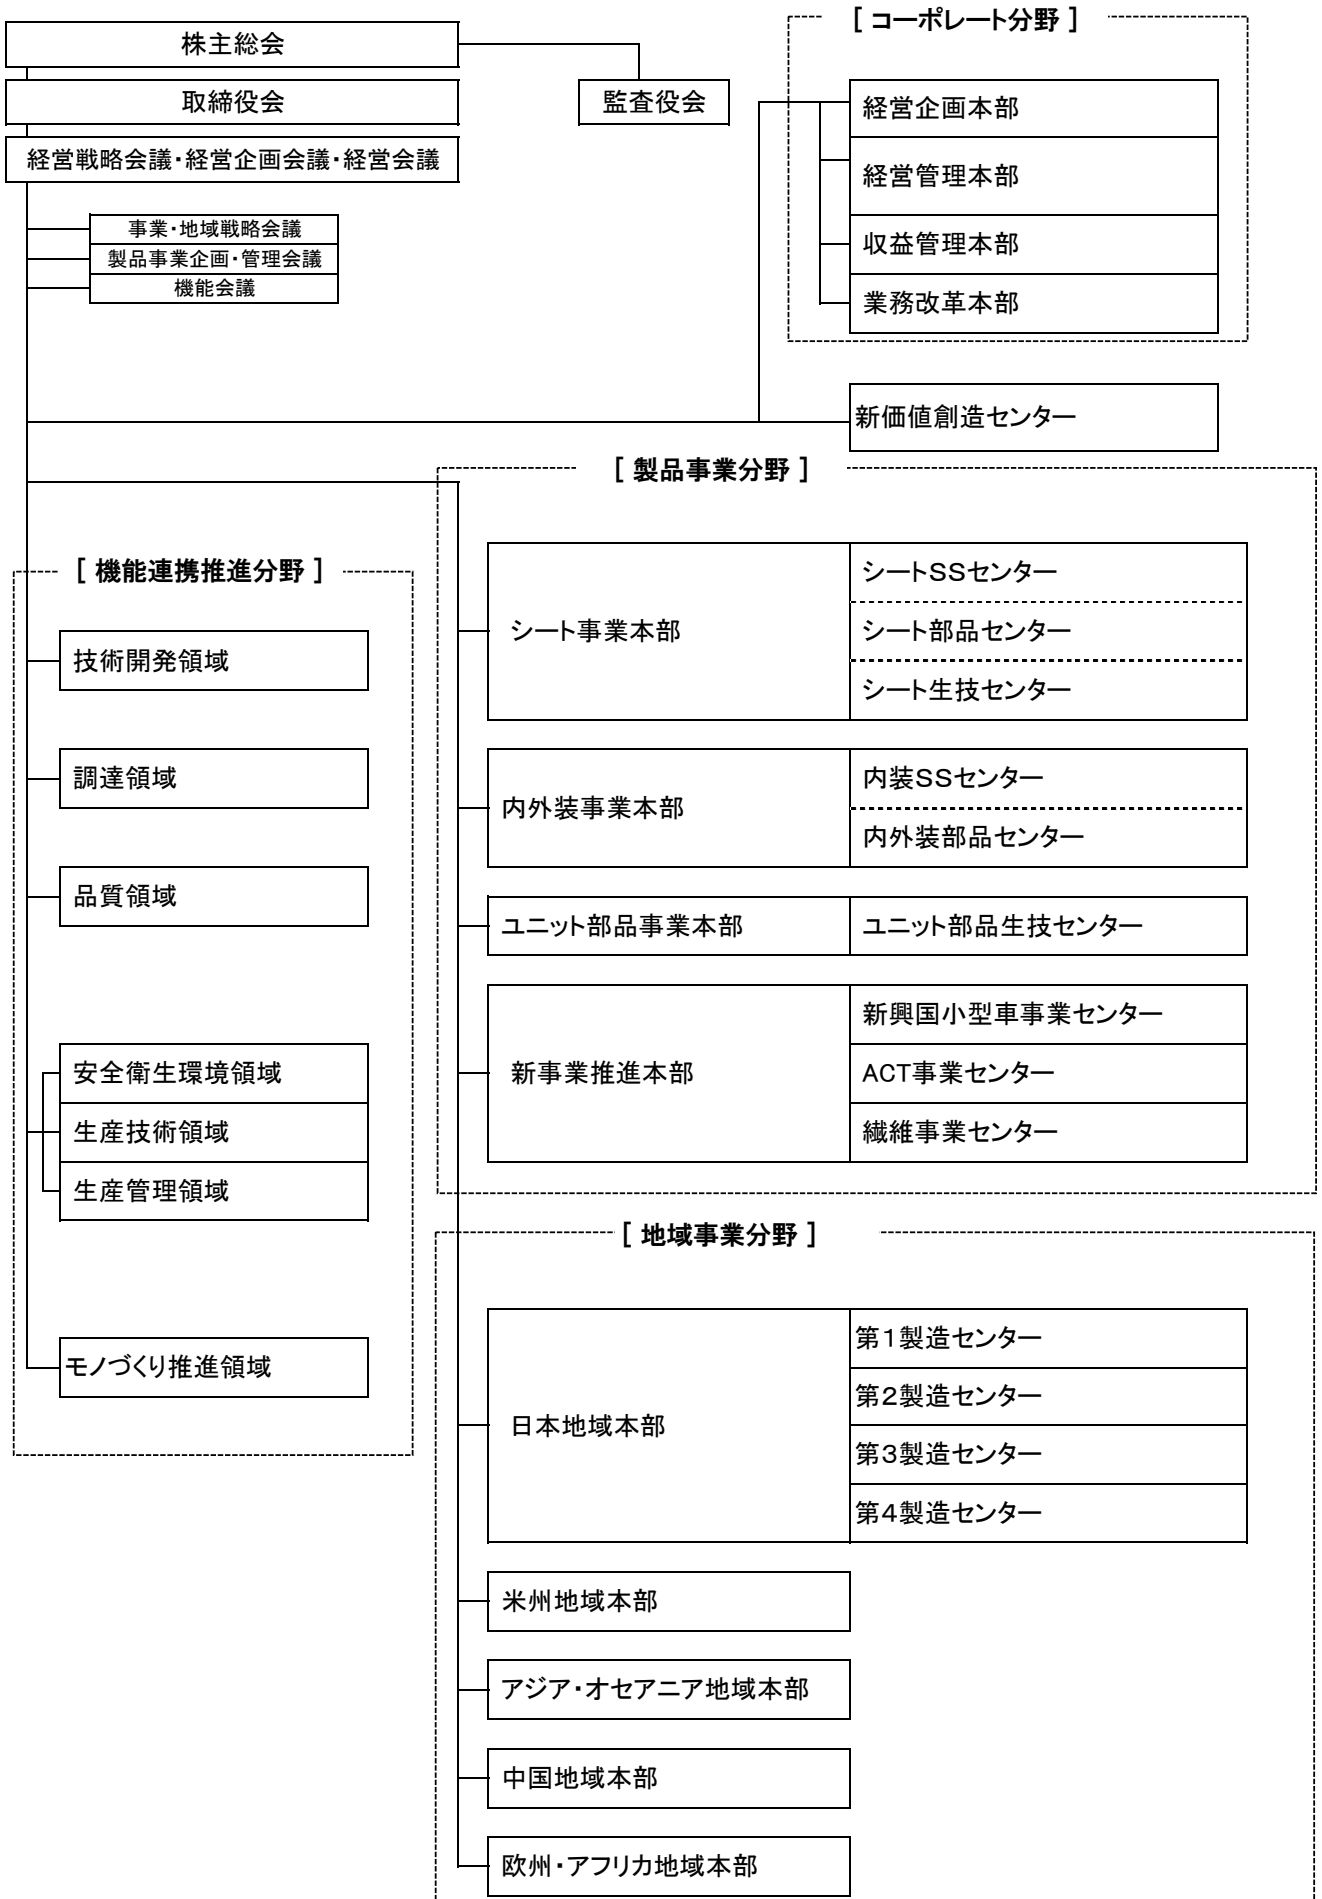 株主総会
取締役会
監査役会
経営戦略会議・経営企画会議・経営会議
事業・地域戦略会議
製品事業企画・管理会議
機能会議
[ コーポレート分野 ]
経営企画本部
経営管理本部
収益管理本部
業務改革本部
新価値創造センター
[ 機能連携推進分野 ]
技術開発領域
調達領域
品質領域
安全衛生環境領域
生産技術領域
生産管理領域
モノづくり推進領域
[ 製品事業分野 ]
シート事業本部
シートSSセンター
シート部品センター
シート生技センター
内外装事業本部
内装SSセンター
内外装部品センター
ユニット部品事業本部
ユニット部品生技センター
新事業推進本部
新興国小型車事業センター
ACT事業センター
繊維事業センター
[ 地域事業分野 ]
日本地域本部
第1製造センター
第2製造センター
第3製造センター
第4製造センター
米州地域本部
アジア・オセアニア地域本部
中国地域本部
欧州・アフリカ地域本部